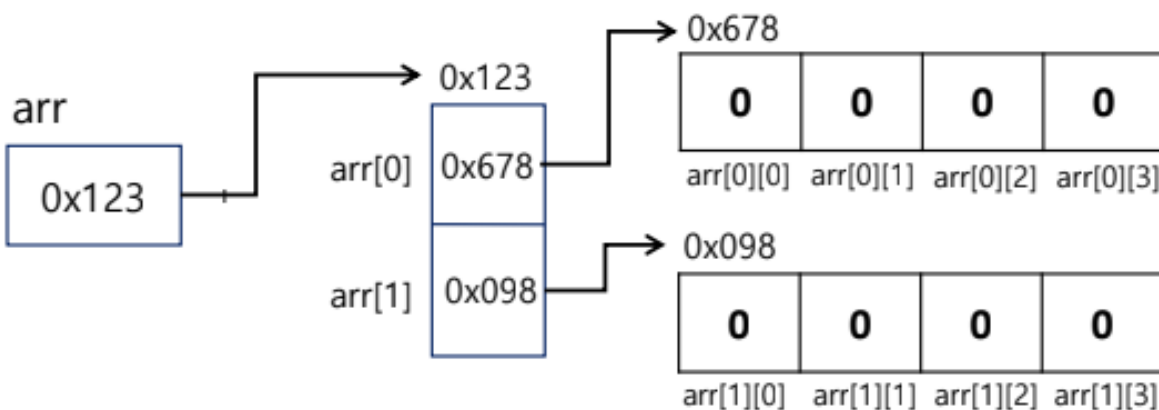 arr
0x123
0x123
arr[0]
0x678
arr[1]
0x098
0x678
0 0 0 0
arr[0][0] arr[0][1] arr[0][2] arr[0][3]
0x098
0 0 0 0
arr[1][0] arr[1][1] arr[1][2] arr[1][3]